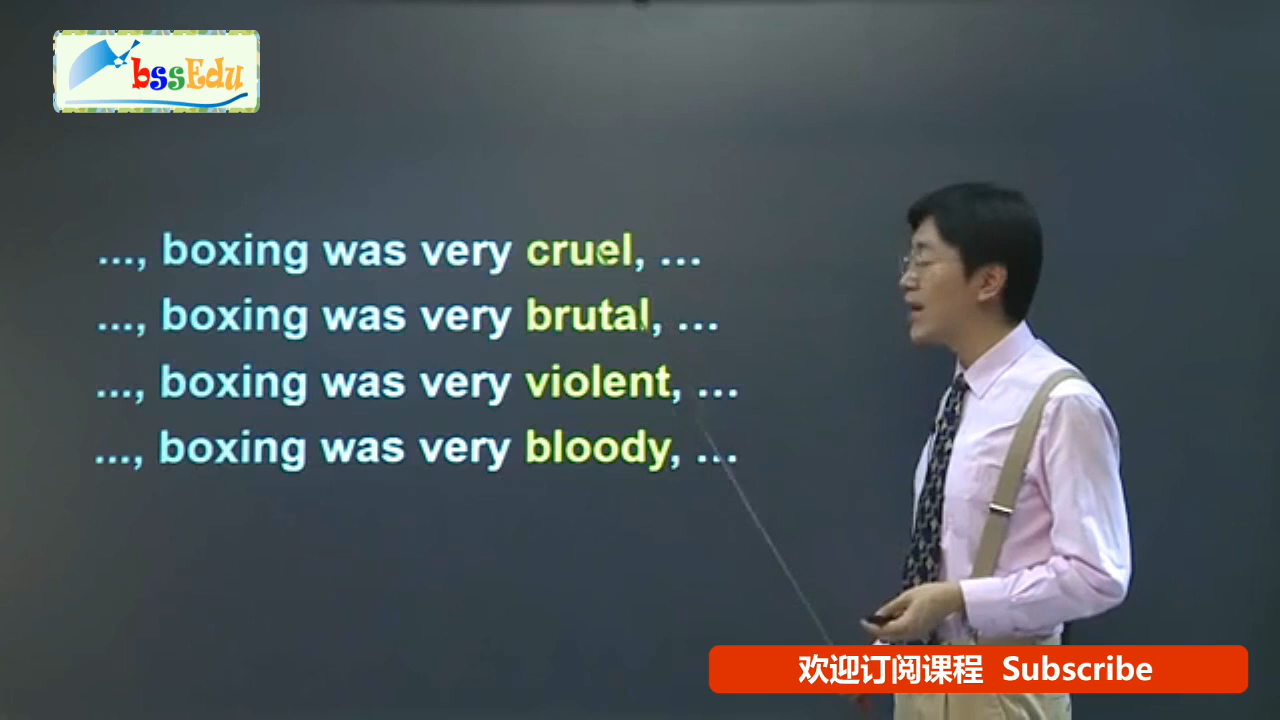 bssEdu
..., boxing was very cruel, ...
..., boxing was very brutal, ...
..., boxing was very violent, ...
..., boxing was very bloody, ...
欢迎订阅课程 Subscribe